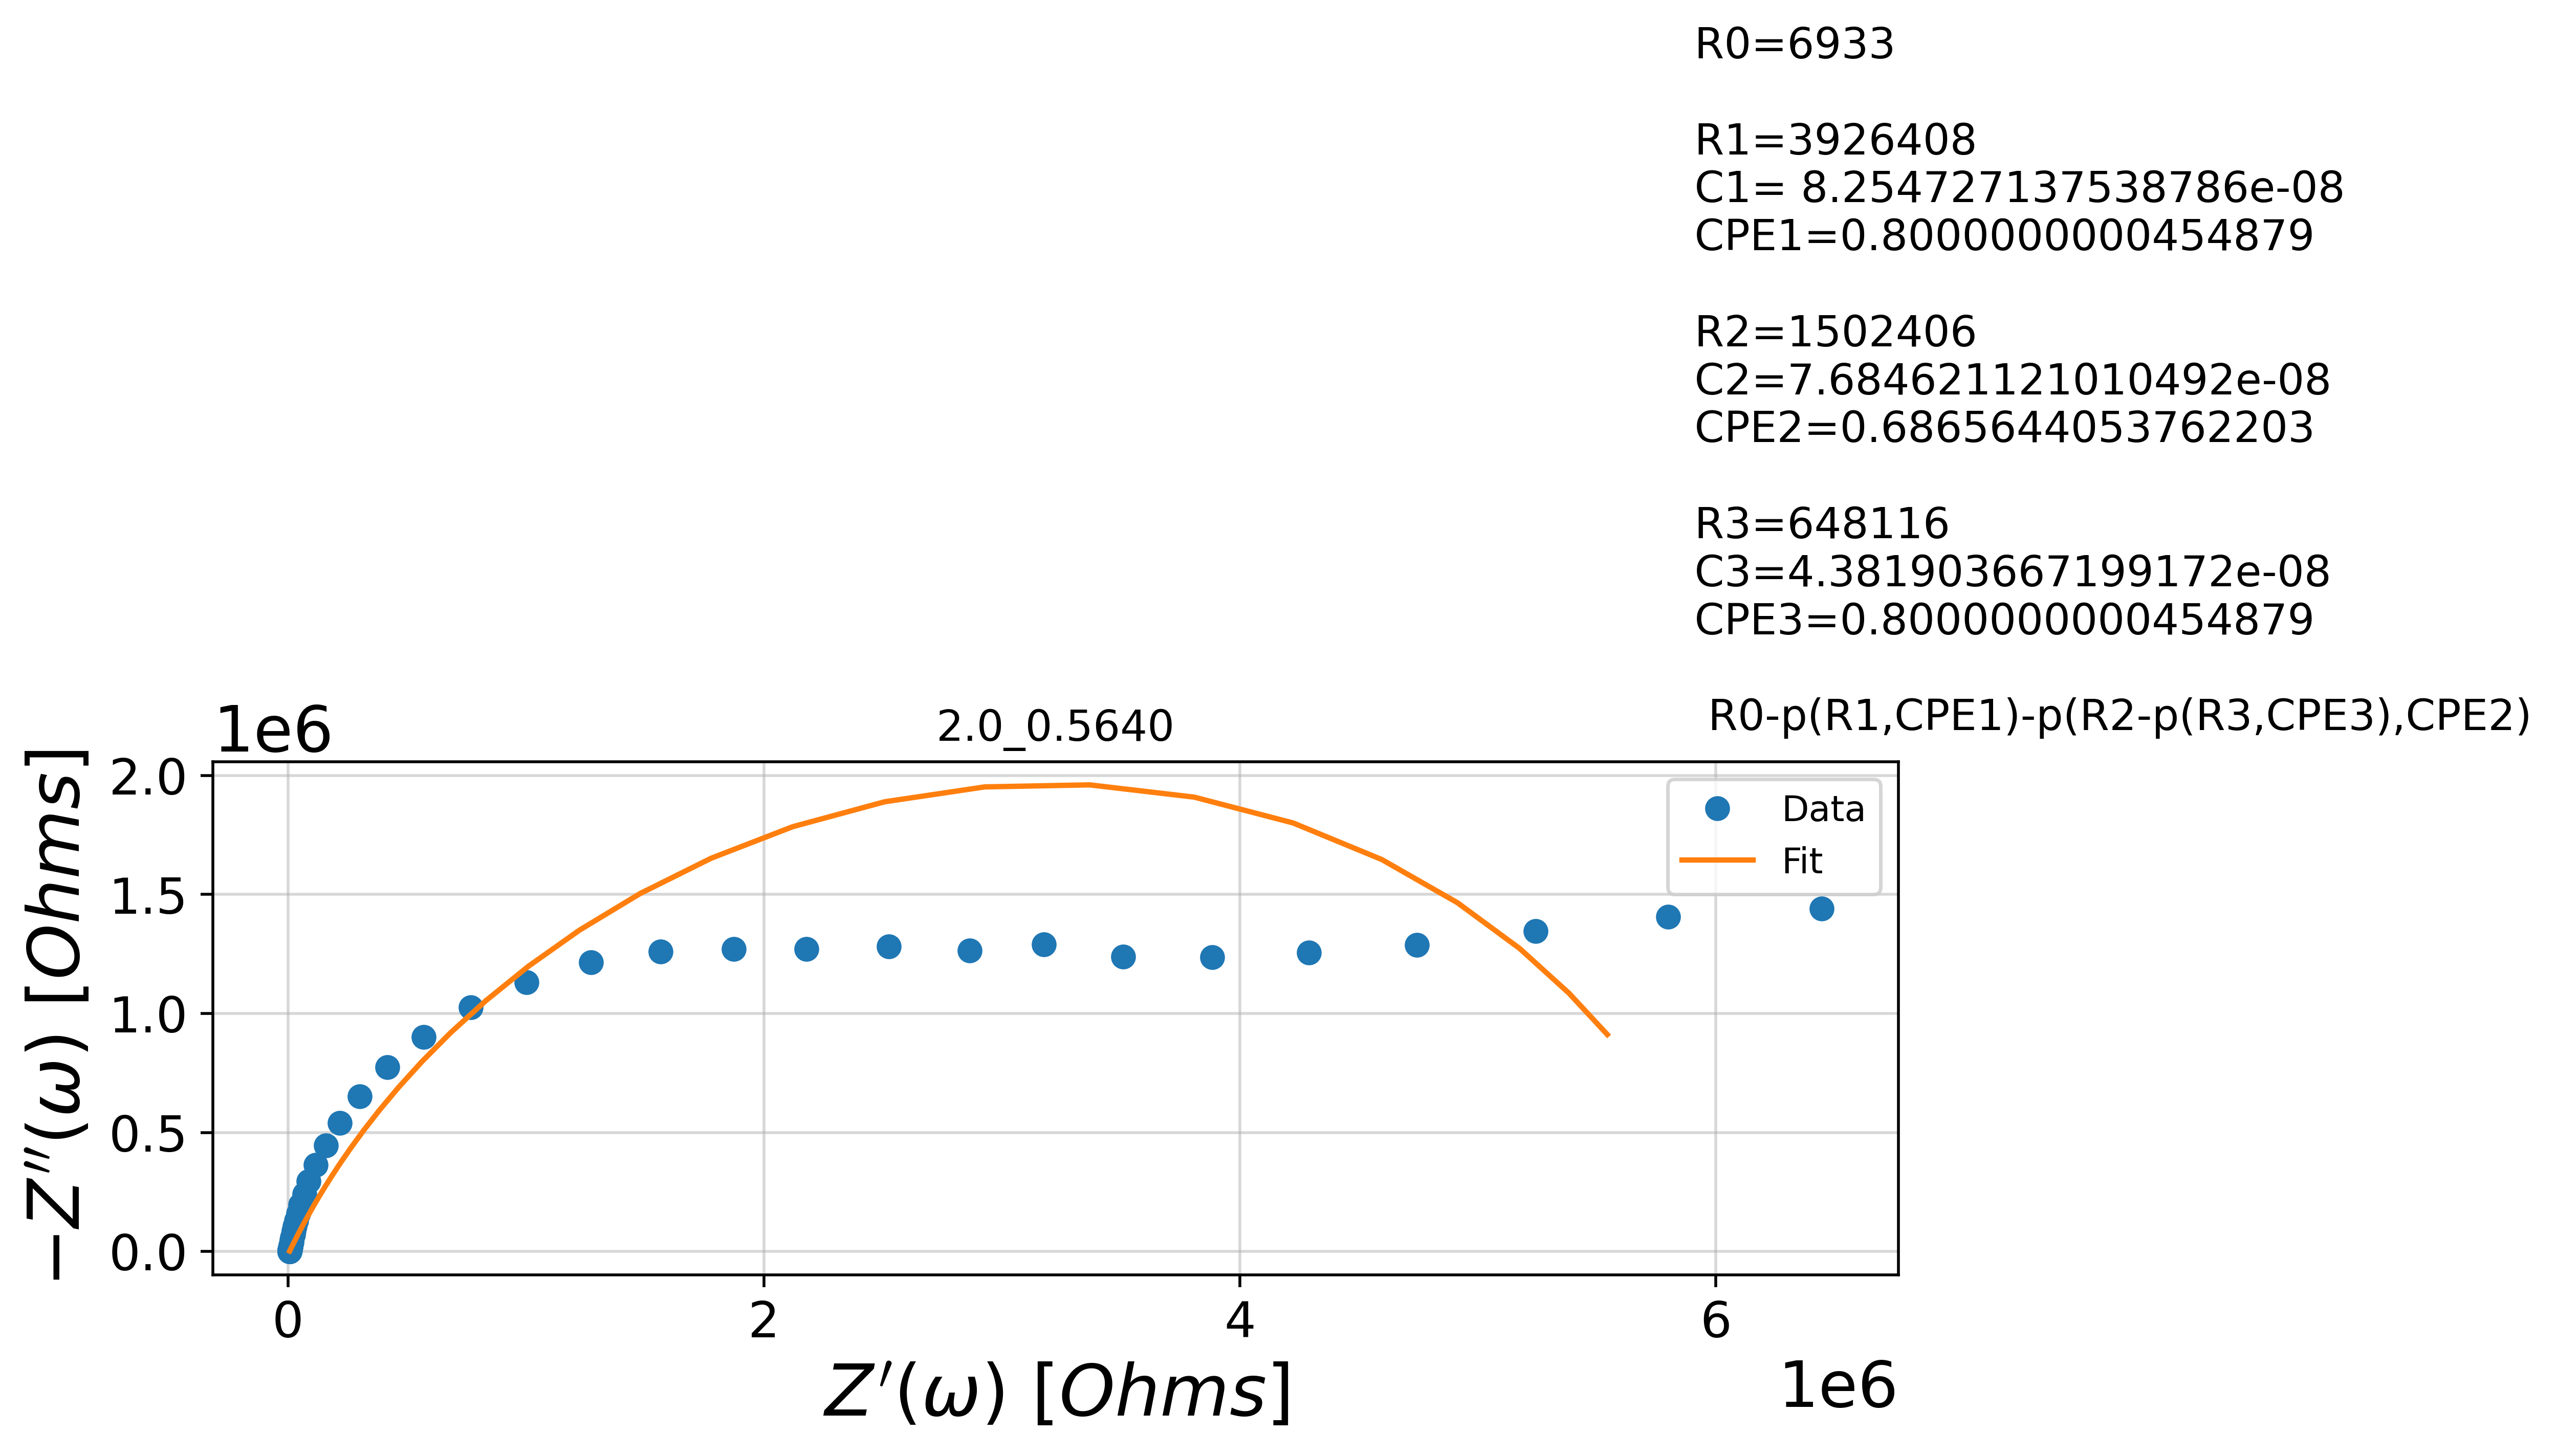 R0=6933
R1=3926408
C1= 8.254727137538786e-08
CPE1=0.8000000000454879
R2=1502406
C2=7.684621121010492e-08
CPE2=0.6865644053762203
R3=648116
C3=4.381903667199172e-08
CPE3=0.8000000000454879
R0-p(R1,CPE1)-p(R2-p(R3,CPE3),CPE2)
1e6
2.0_0.5640
2.0
1.5
1.0
0.5
0.0
−Z′′(ω) [Ohms]
Data
Fit
0 2 4 6
Z′(ω) [Ohms]
1e6